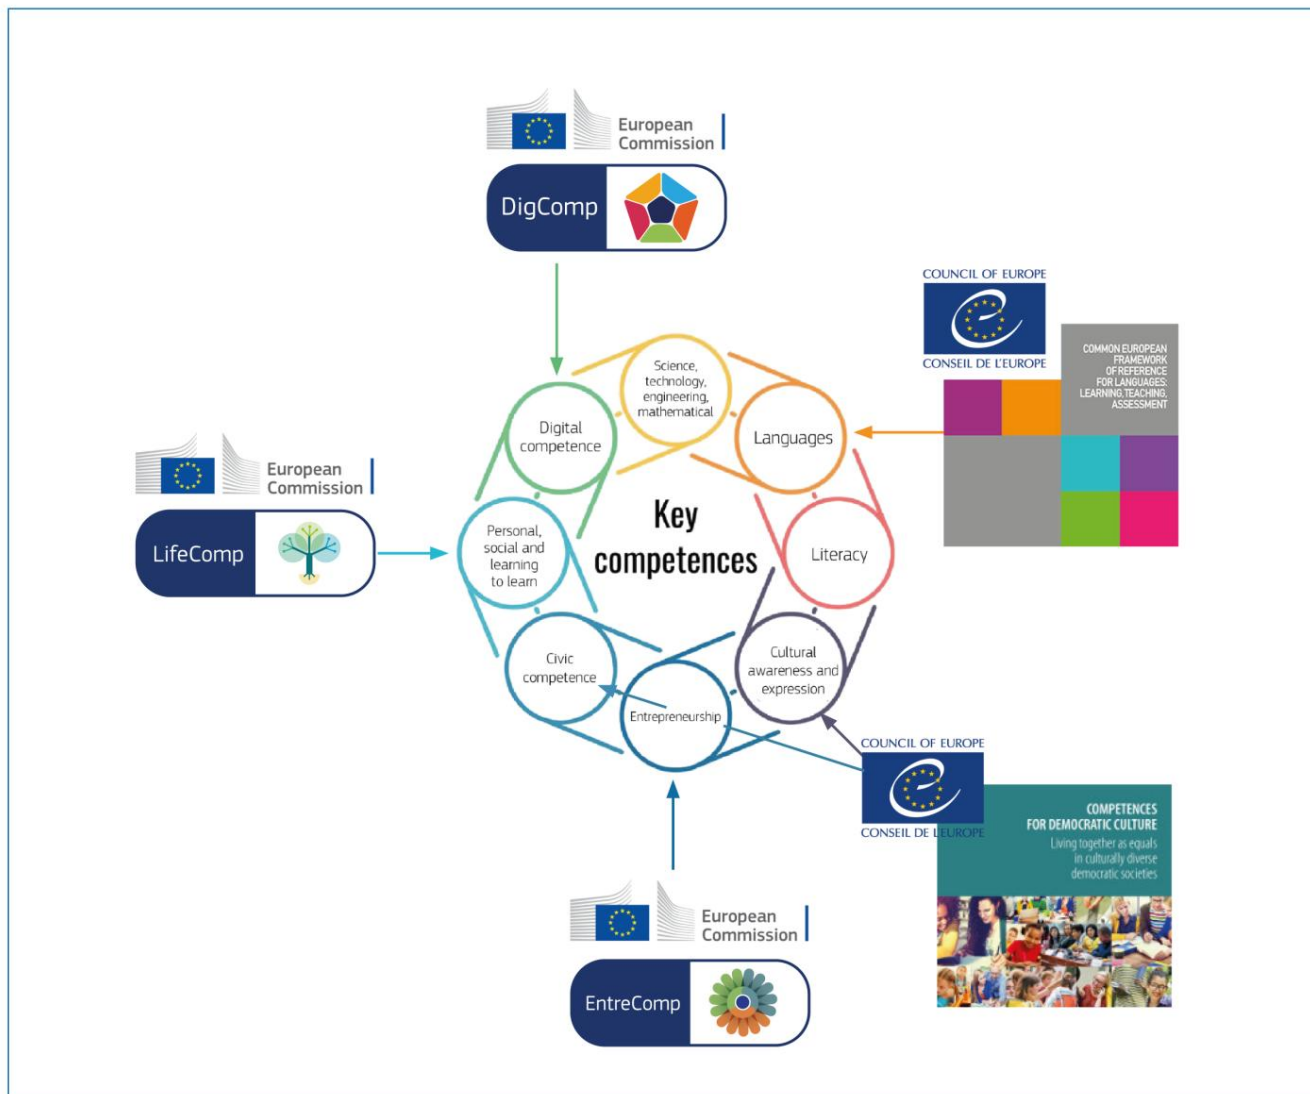 European
Commission
DigComp
COUNCIL OF EUROPE
CONSEIL DE L'EUROPE
COMMON EUROPEAN
FRAMEWORK
OF REFERENCE
FOR LANGUAGES:
LEARNING, TEACHING,
ASSESSMENT
Science,
technology,
engineering,
mathematical
Digital
competence
Languages
European
Commission
LifeComp
Personal,
social and
learning
to learn
Key
competences
Literacy
Civic
competence
Entrepreneurship
Cultural
awareness and
expression
COUNCIL OF EUROPE
CONSEIL DE L'EUROPE
COMPETENCES
FOR DEMOCRATIC CULTURE
Living together as equals
in culturally diverse
democratic societies
European
Commission
EntreComp